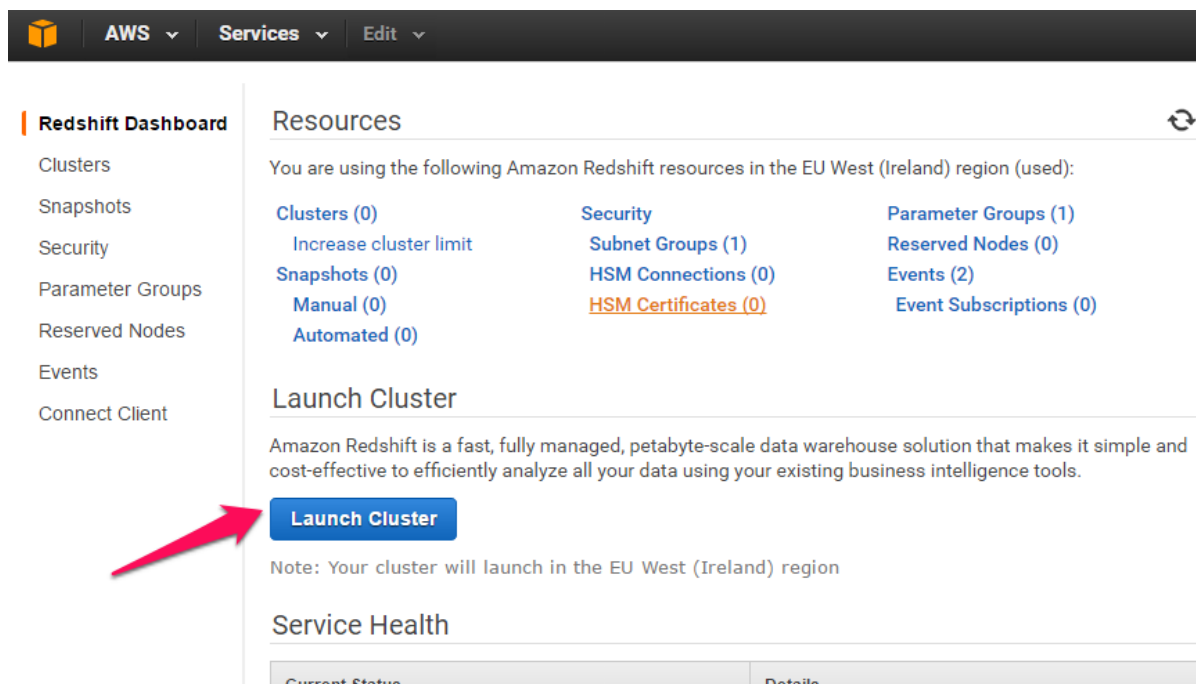 AWS Services Edit
Redshift Dashboard
Clusters
Snapshots
Security
Parameter Groups
Reserved Nodes
Events
Connect Client
Resources
You are using the following Amazon Redshift resources in the EU West (Ireland) region (used):
Clusters (0)
Increase cluster limit
Snapshots (0)
Manual (0)
Automated (0)
Security
Subnet Groups (1)
HSM Connections (0)
HSM Certificates (0)
Parameter Groups (1)
Reserved Nodes (0)
Events (2)
Event Subscriptions (0)
Launch Cluster
Amazon Redshift is a fast, fully managed, petabyte-scale data warehouse solution that makes it simple and
cost-effective to efficiently analyze all your data using your existing business intelligence tools.
Launch Cluster
Note: Your cluster will launch in the EU West (Ireland) region
Service Health
Current Status Details